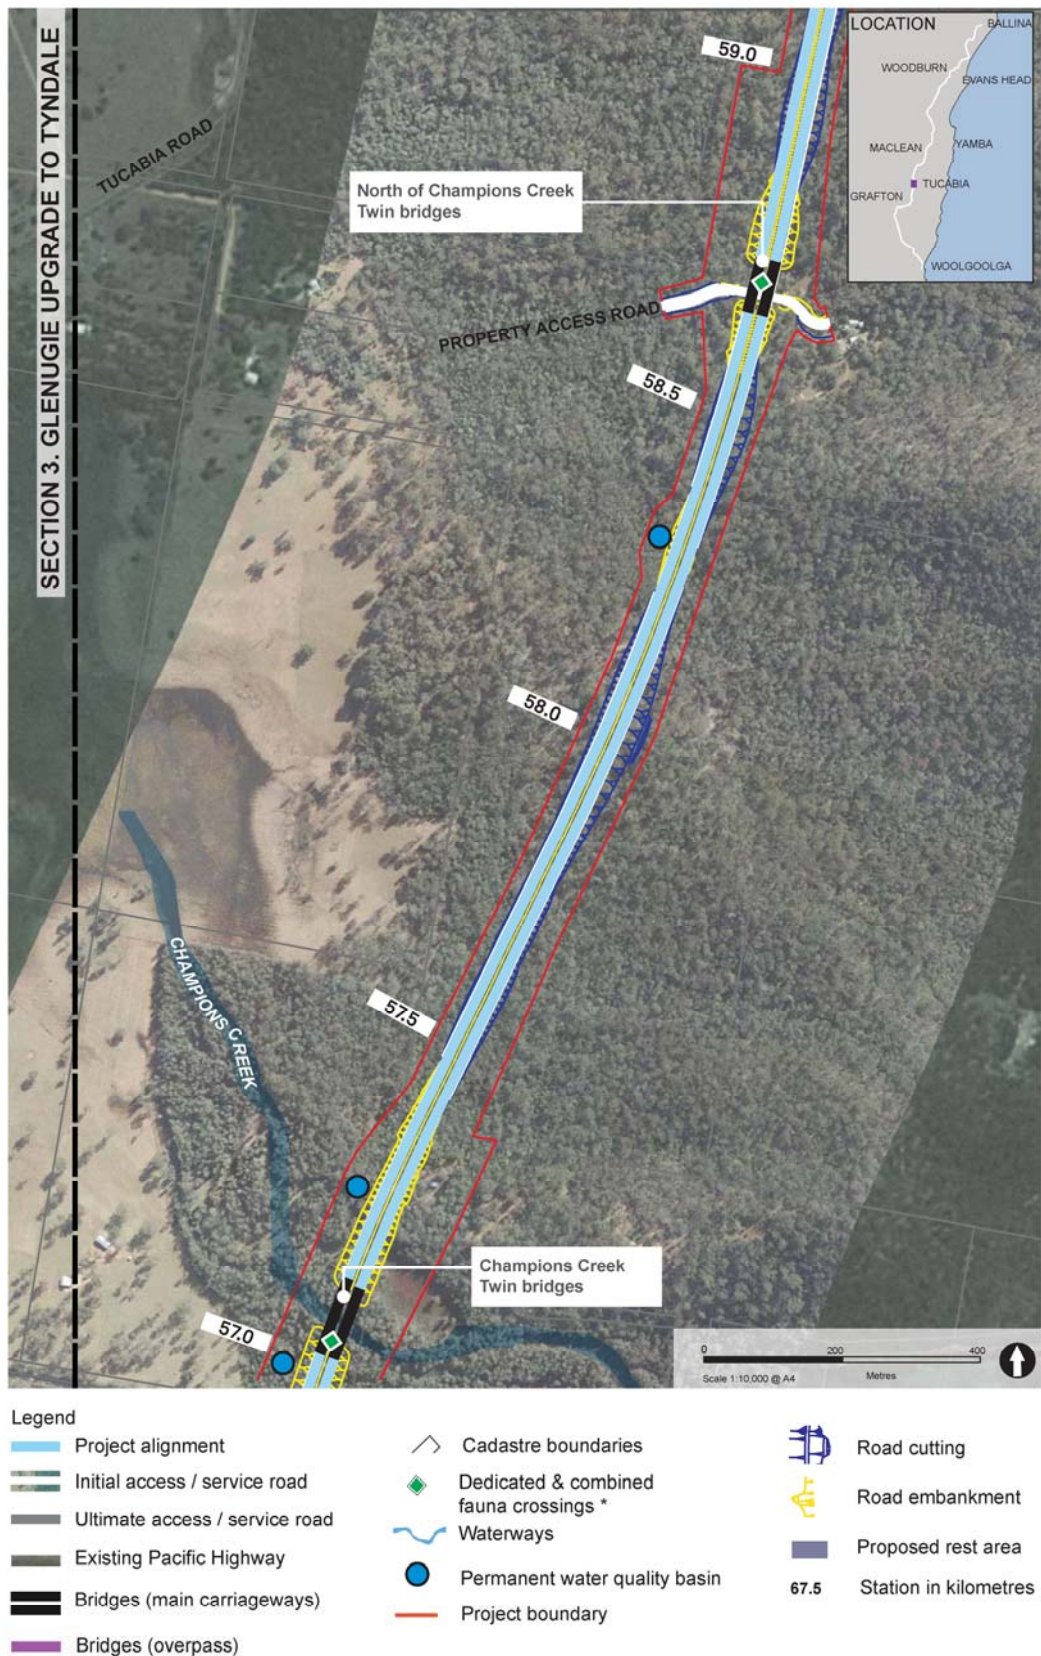 SECTION 3. GLENUGIE UPGRADE TO TYNDALE
TUCABIA ROAD
59.0
LOCATION
BALLINA
WOODBURN
EVANS HEAD
MACLEAN
YAMBA
TUCABIA
GRAFTON
WOOLGOOLGA
North of Champions Creek
Twin bridges
PROPERTY ACCESS ROAD
58.5
58.0
CHAMPIONS CREEK
57.5
Champions Creek
Twin bridges
57.0
0 200 400
Scale 1:10,000 @ A4 Metres
Legend
Project alignment
Initial access / service road
Ultimate access / service road
Existing Pacific Highway
Bridges (main carriageways)
Bridges (overpass)
Cadastre boundaries
Dedicated & combined
fauna crossings *
Waterways
Permanent water quality basin
Project boundary
Road cutting
Road embankment
Proposed rest area
67.5 Station in kilometres